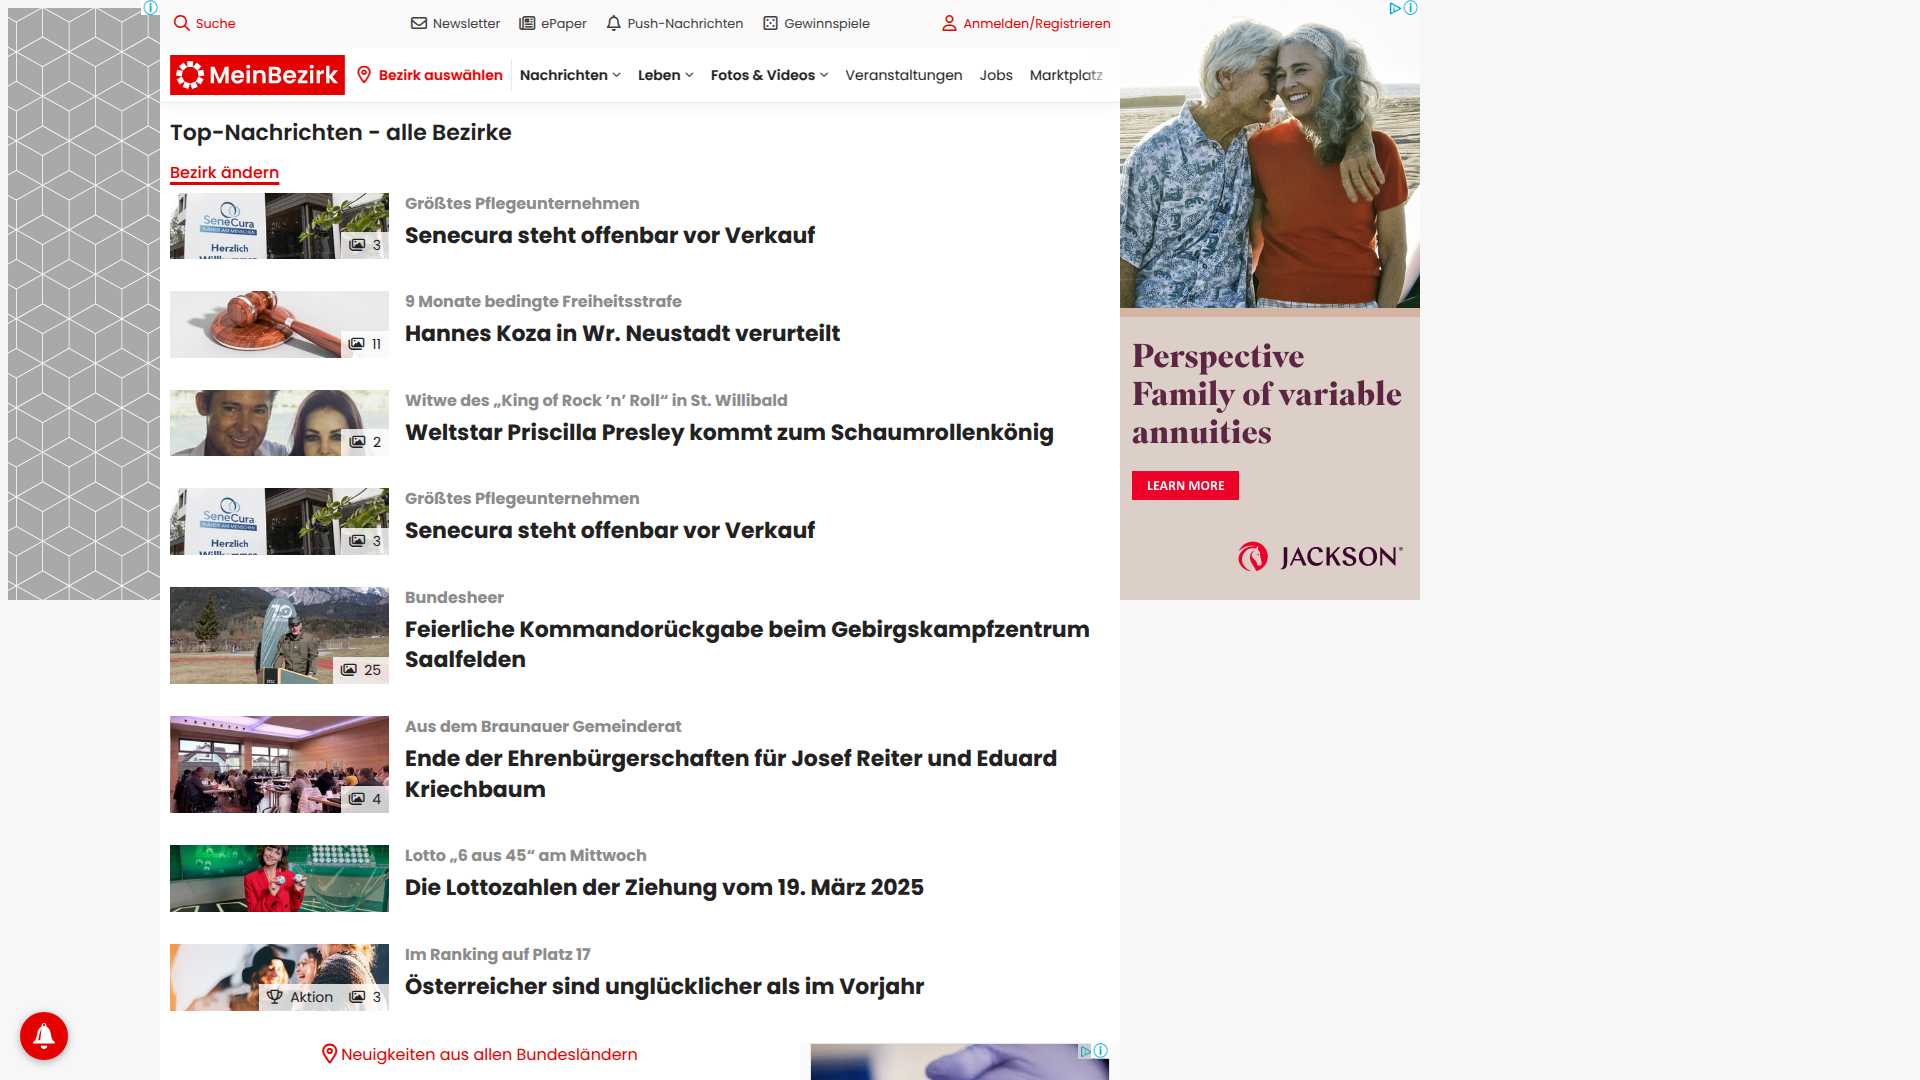 Suche
Newsletter
ePaper
Push-Nachrichten
Gewinnspiele
Anmelden/Registrieren
MeinBezirk
Bezirk auswählen
Nachrichten
Leben
Fotos & Videos
Veranstaltungen
Jobs
Marktplatz
Top-Nachrichten - alle Bezirke
Bezirk ändern
SeneCura
Herzlich
3
Größtes Pflegeunternehmen
Senecura steht offenbar vor Verkauf
11
9 Monate bedingte Freiheitsstrafe
Hannes Koza in Wr. Neustadt verurteilt
2
Witwe des „King of Rock ’n’ Roll“ in St. Willibald
Weltstar Priscilla Presley kommt zum Schaumrollenkönig
SeneCura
Herzlich
3
Größtes Pflegeunternehmen
Senecura steht offenbar vor Verkauf
25
Bundesheer
Feierliche Kommandorückgabe beim Gebirgskampfzentrum
Saalfelden
4
Aus dem Braunauer Gemeinderat
Ende der Ehrenbürgerschaften für Josef Reiter und Eduard
Kriechbaum
Lotto „6 aus 45“ am Mittwoch
Die Lottozahlen der Ziehung vom 19. März 2025
Aktion 3
Im Ranking auf Platz 17
Österreicher sind unglücklicher als im Vorjahr
Neuigkeiten aus allen Bundesländern
Perspective
Family of variable
annuities
LEARN MORE
JACKSON®